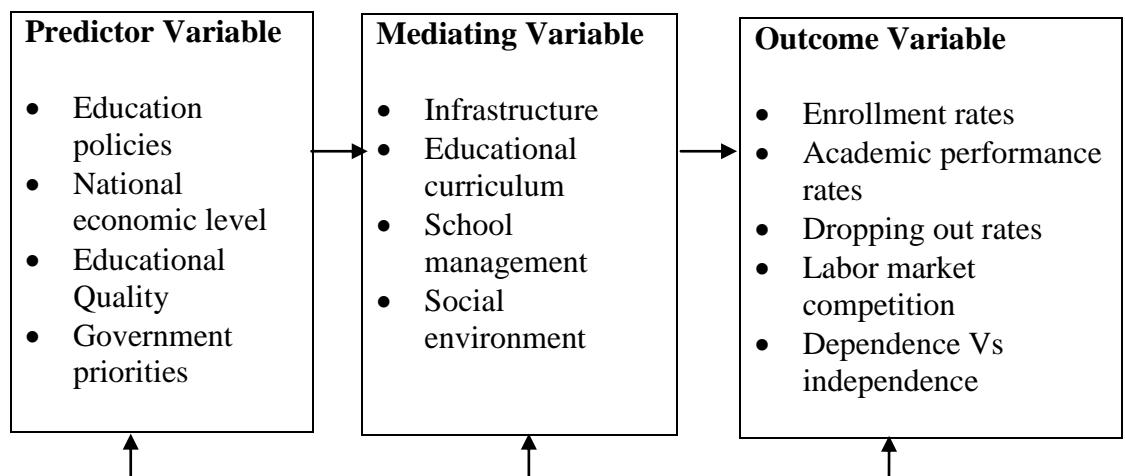 Predictor Variable
• Education
policies
• National
economic level
• Educational
Quality
• Government
priorities
Mediating Variable
• Infrastructure
• Educational
curriculum
• School
management
• Social
environment
Outcome Variable
• Enrollment rates
• Academic performance
rates
• Dropping out rates
• Labor market
competition
• Dependence Vs
independence